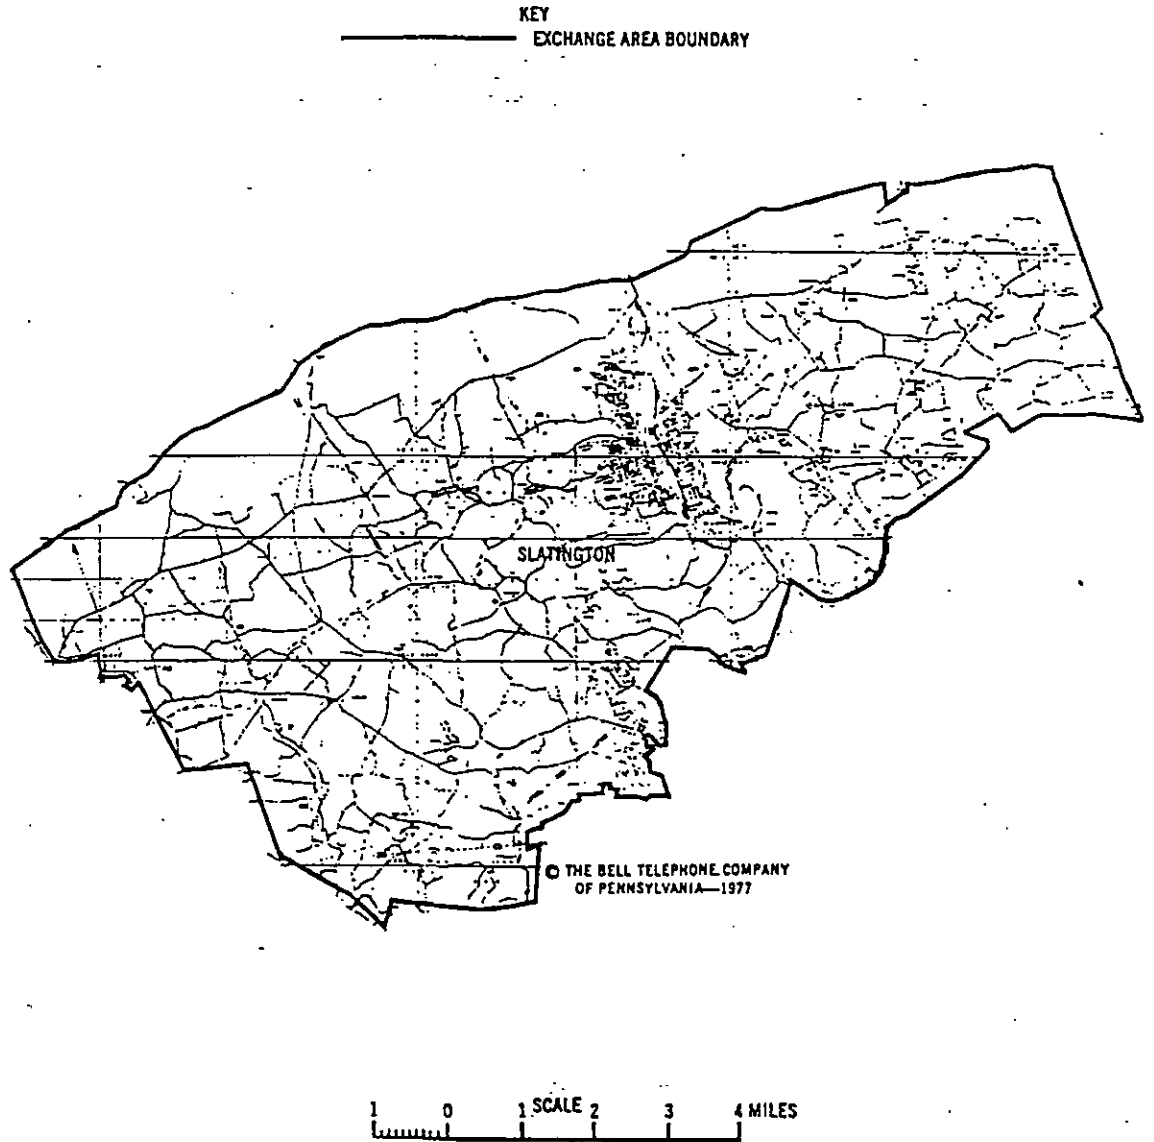 KEY
EXCHANGE AREA BOUNDARY
SLATINGTON
© THE BELL TELEPHONE COMPANY
OF PENNSYLVANIA—1977
SCALE
1 0 1 2 3 4 MILES